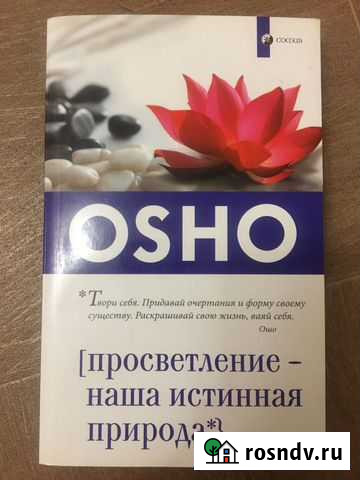 СОФИЯ
OSHO
*Твори себя. Придавай очертания и форму своему
существу. Раскрашивай свою жизнь, ваяй себя.
Ошо
[просветление –
наша истинная
природа*]
rosndv.ru